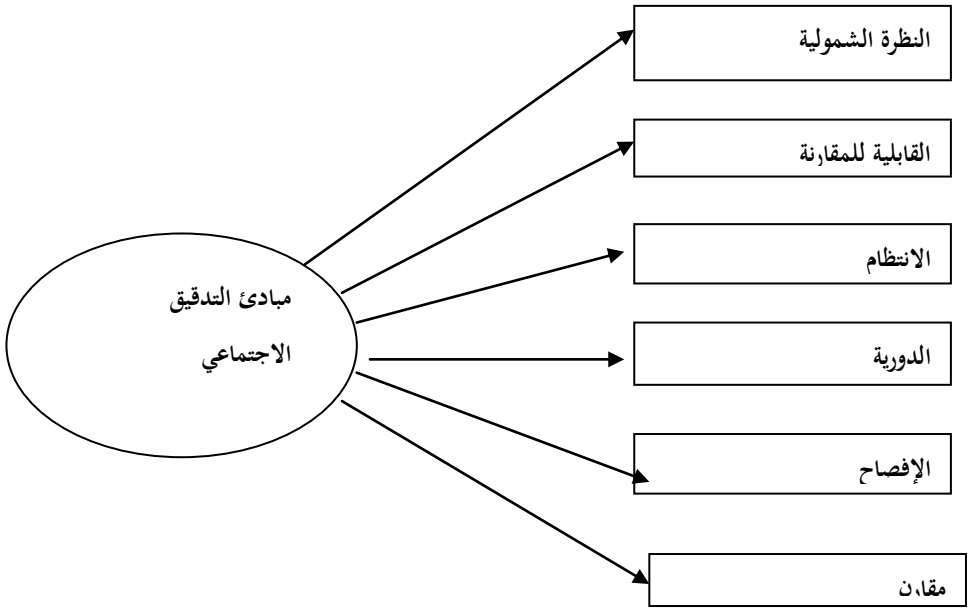 النظرة الشمولية
القابلية للمقارنة
الانتظام
مبادئ التدقيق
الاجتماعي
الدورية
الإفصاح
مقارن